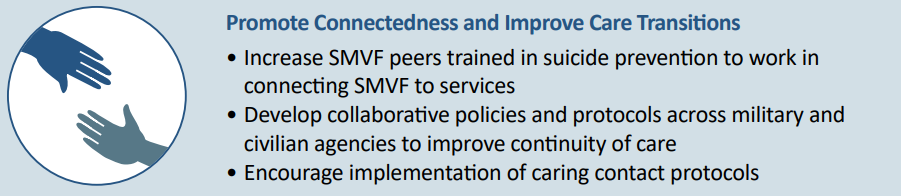 Promote Connectedness and Improve Care Transitions
• Increase SMVF peers trained in suicide prevention to work in
connecting SMVF to services
• Develop collaborative policies and protocols across military and
civilian agencies to improve continuity of care
• Encourage implementation of caring contact protocols